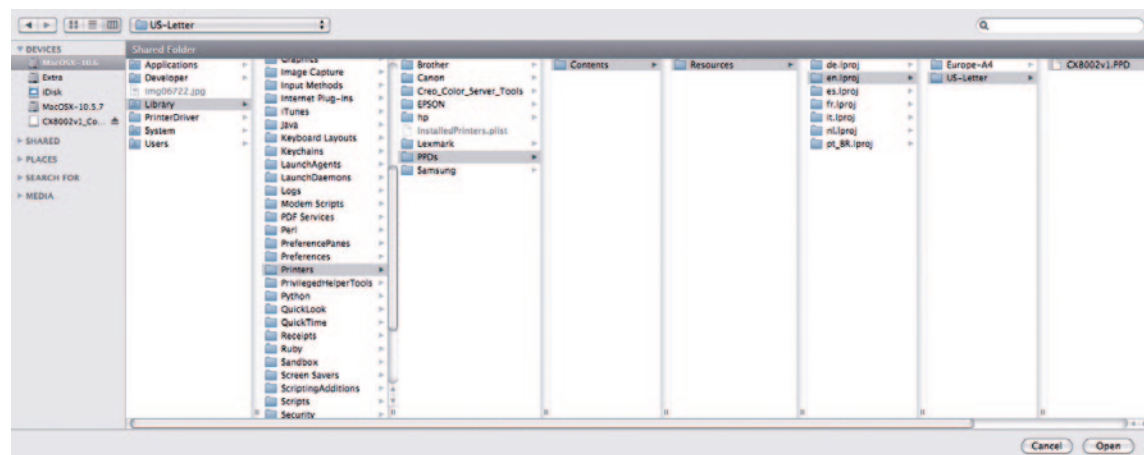 US-Letter
DEVICES
MacOSX-10.6
Extra
iDisk
MacOSX-10.5.7
CX8002v1_Co...
SHARED
PLACES
SEARCH FOR
MEDIA
Shared Folder
Applications
Developer
img06722.jpg
Library
PrinterDriver
System
Users
Graphics
Image Capture
Input Methods
Internet Plug-ins
iTunes
Java
Keyboard Layouts
Keychains
LaunchAgents
LaunchDaemons
Logs
Modem Scripts
PDF Services
Perl
PreferencePanes
Preferences
Printers
PrivilegedHelperTools
Python
QuickLook
QuickTime
Receipts
Ruby
Sandbox
Screen Savers
ScriptingAdditions
Scripts
Security
Brother
Canon
Creo_Color_Server_Tools
EPSON
hp
InstalledPrinters.plist
Lexmark
PPDs
Samsung
Contents
Resources
de.lproj
en.lproj
es.lproj
fr.lproj
it.lproj
nl.lproj
pt_BR.lproj
Europe-A4
US-Letter
CX8002v1.PPD
Cancel
Open